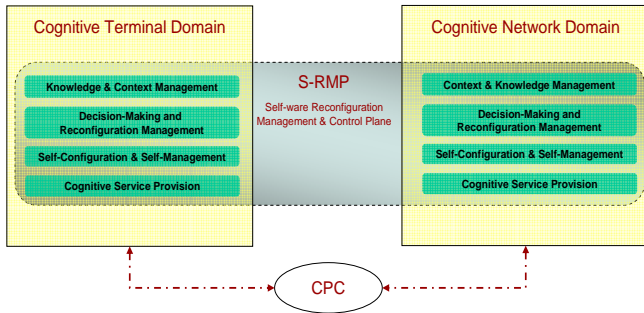 Cognitive Terminal Domain
Knowledge & Context Management
Decision-Making and
Reconfiguration Management
Self-Configuration & Self-Management
Cognitive Service Provision
S-RMP
Self-ware Reconfiguration
Management & Control Plane
Cognitive Network Domain
Context & Knowledge Management
Decision-Making and
Reconfiguration Management
Self-Configuration & Self-Management
Cognitive Service Provision
CPC